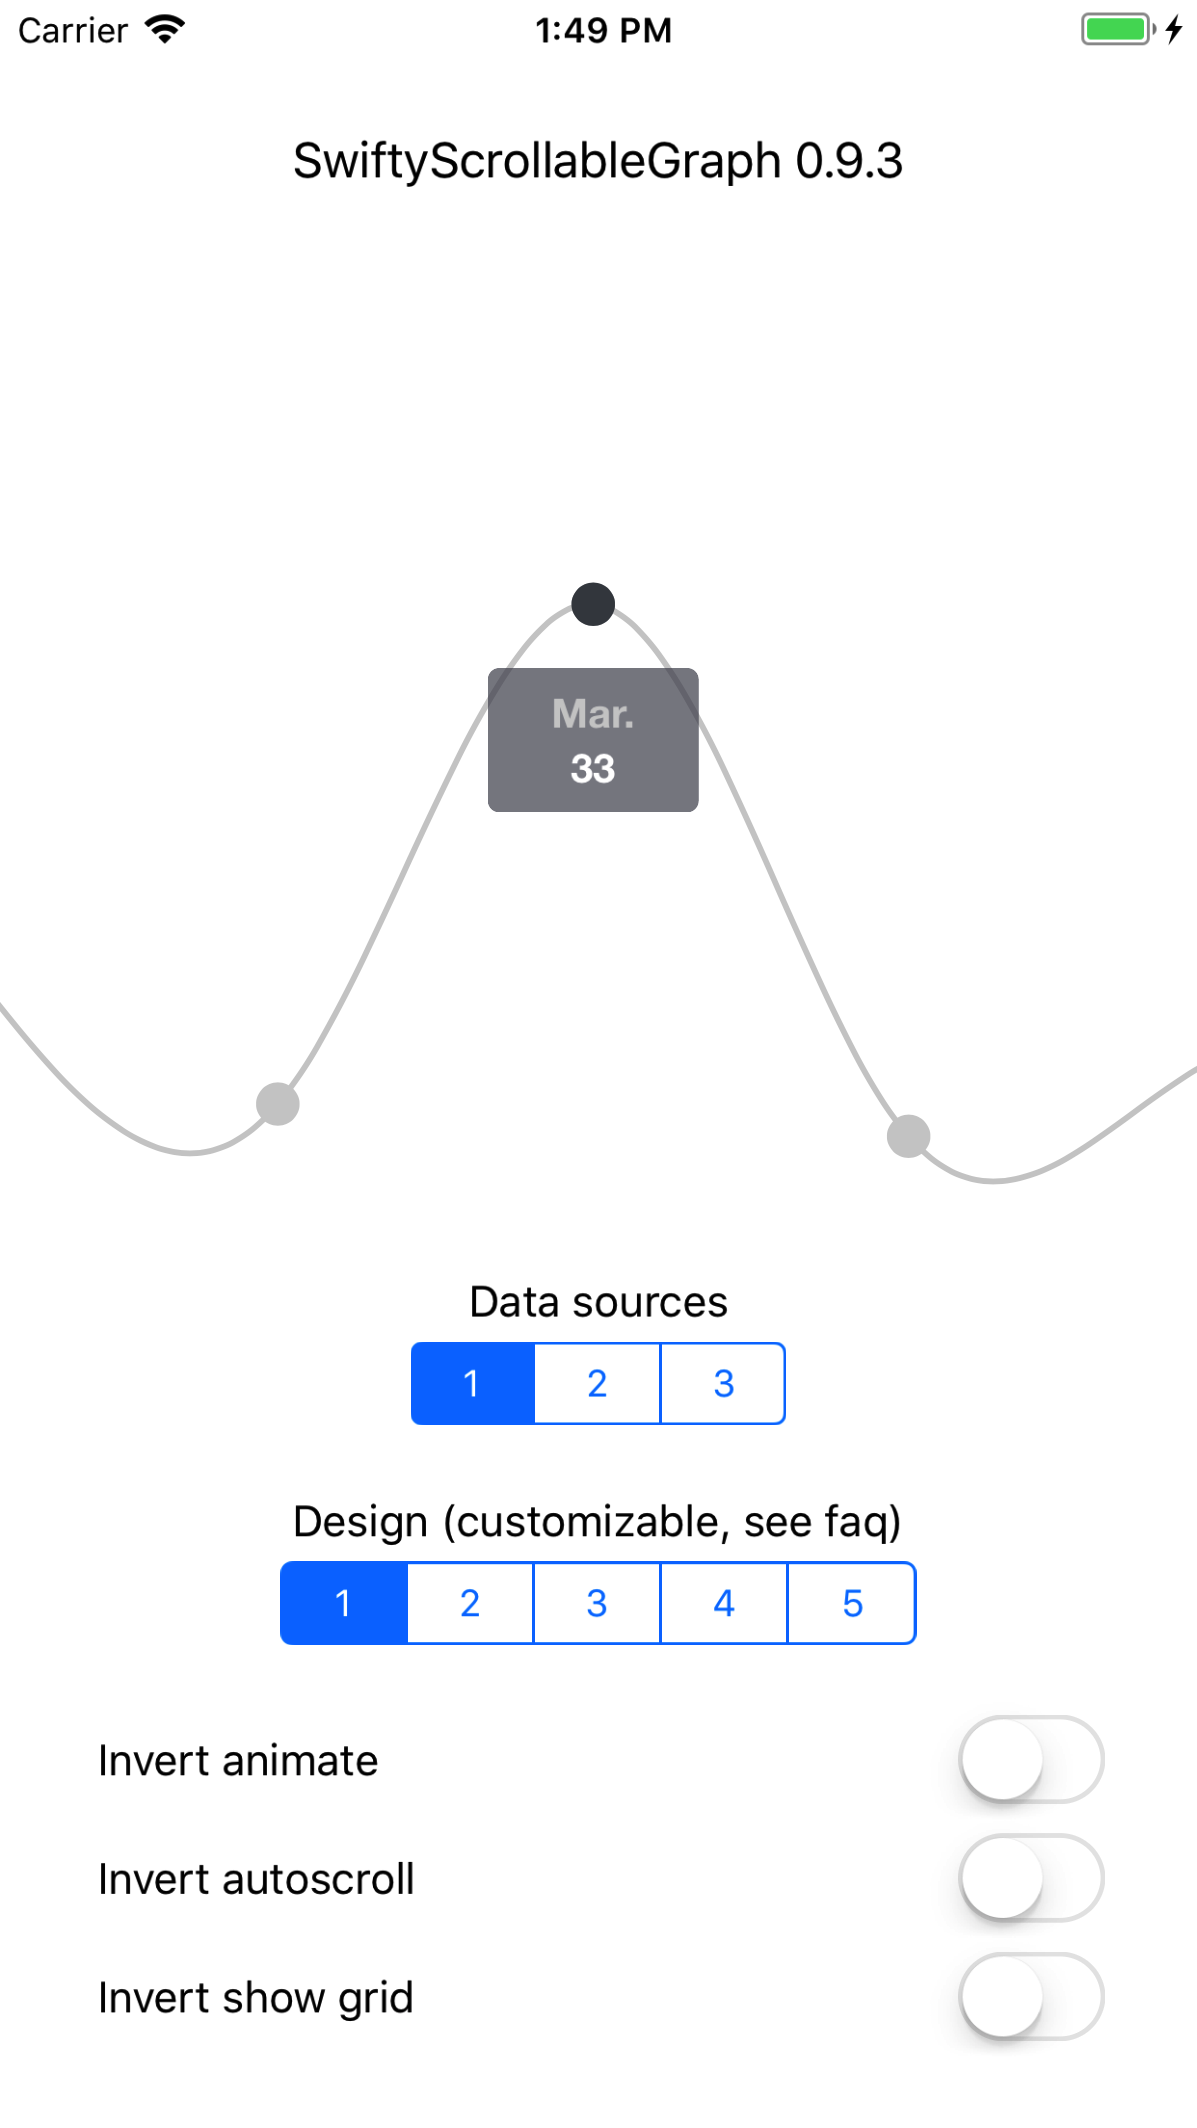 Carrier 1:49 PM
SwiftyScrollableGraph 0.9.3
Mar.
33
Data sources
1 2 3
Design (customizable, see faq)
1 2 3 4 5
Invert animate
Invert autoscroll
Invert show grid